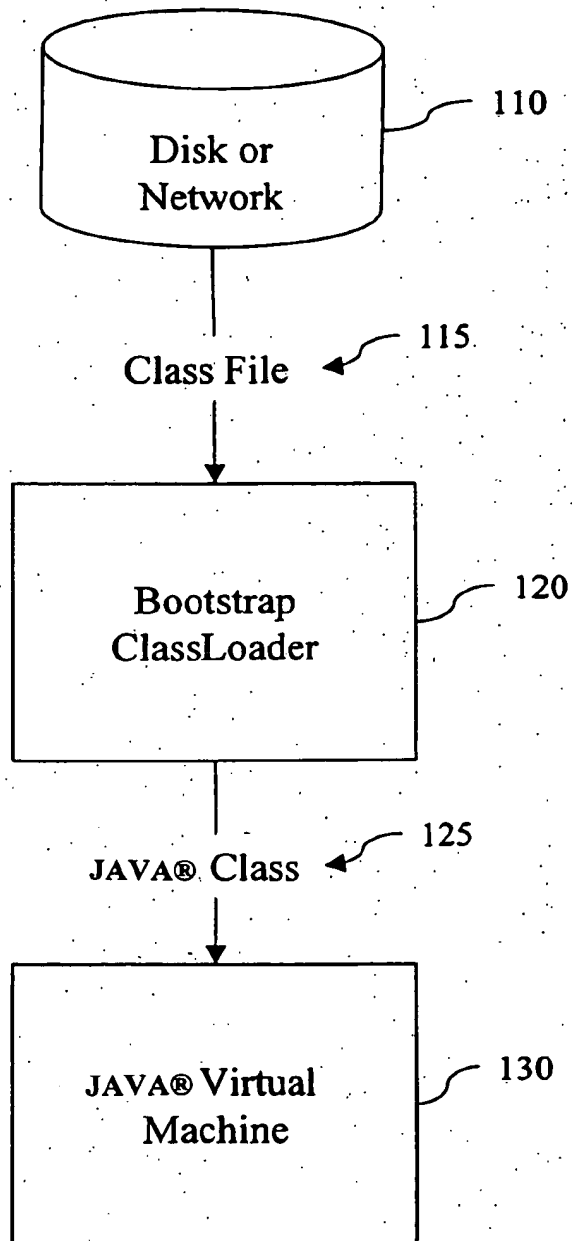 110
Disk or
Network
115
Class File
120
Bootstrap
ClassLoader
125
JAVA® Class
130
JAVA® Virtual
Machine